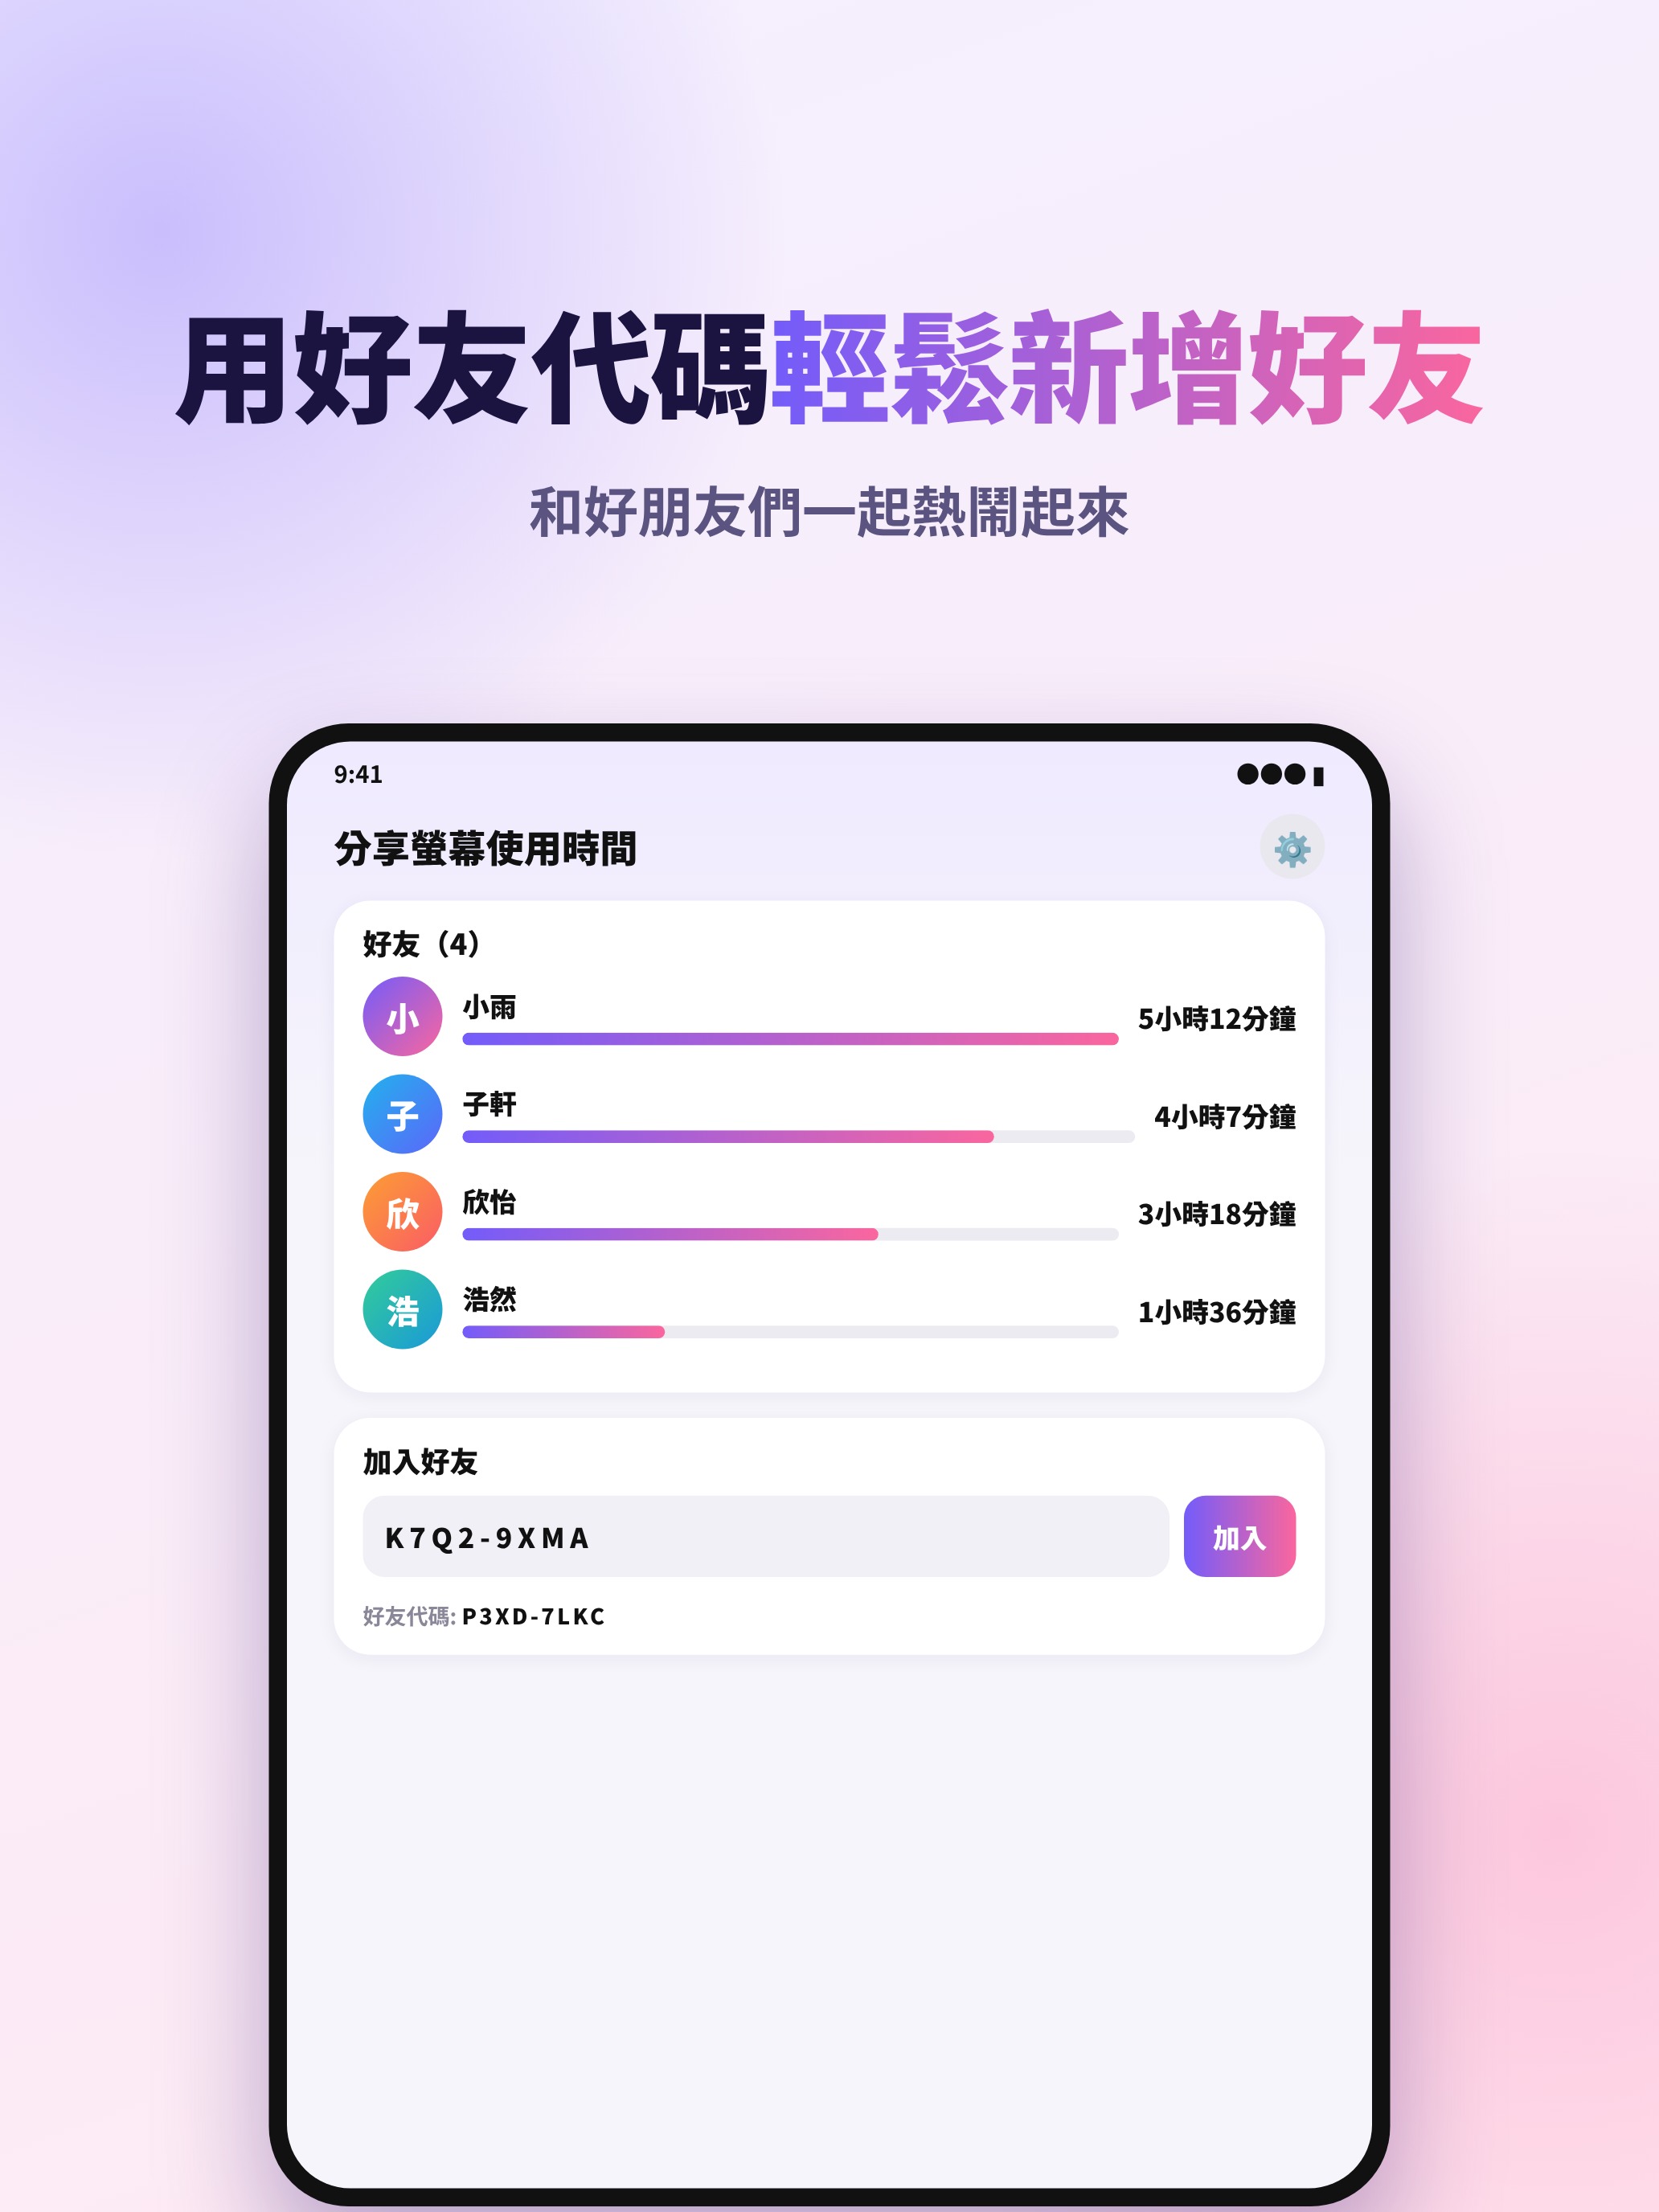 用好友代碼輕鬆新增好友
和好朋友們一起熱鬧起來
9:41
分享螢幕使用時間
好友（4）
小
小雨
5小時12分鐘
子
子軒
4小時7分鐘
欣
欣怡
3小時18分鐘
浩
浩然
1小時36分鐘
加入好友
K7Q2-9XMA
加入
好友代碼: P3XD-7LKC